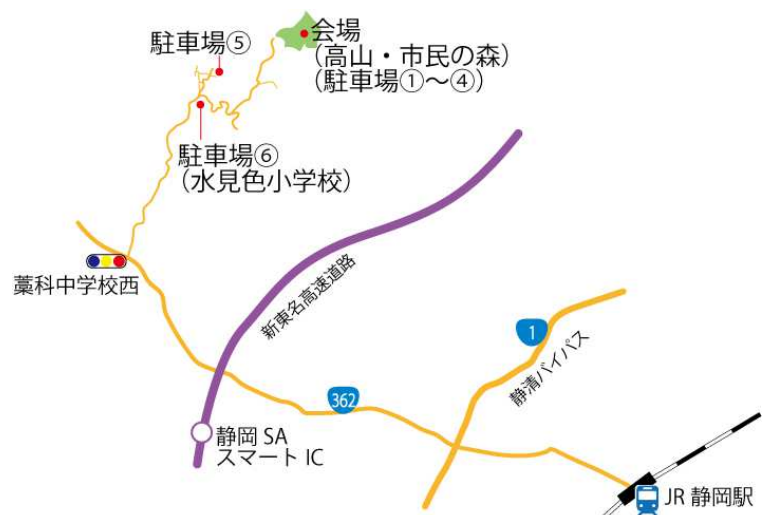 会場
（高山・市民の森）
（駐車場①～④）
駐車場⑤
駐車場⑥
（水見色小学校）
藁科中学校西
新東名高速道路
1
静清バイパス
362
静岡 SA
スマート IC
JR 静岡駅